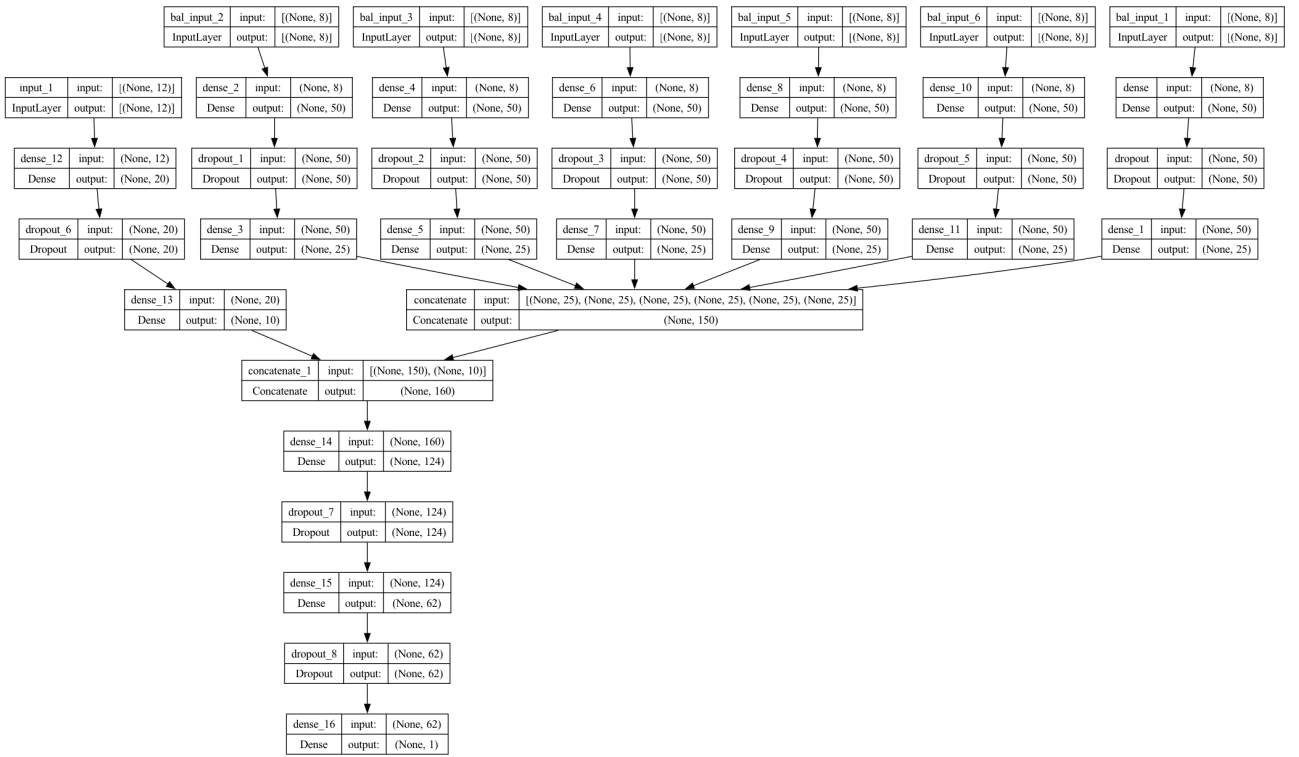 bal_input_2 input: [(None, 8)] bal_input_3 input: [(None, 8)] bal_input_4 input: [(None, 8)] bal_input_5 input: [(None, 8)] bal_input_6 input: [(None, 8)] bal_input_1 input: [(None, 8)]
InputLayer output: [(None, 8)] InputLayer output: [(None, 8)] InputLayer output: [(None, 8)] InputLayer output: [(None, 8)] InputLayer output: [(None, 8)] InputLayer output: [(None, 8)]
input_1 input: [(None, 12)] dense_2 input: (None, 8) dense_4 input: (None, 8) dense_6 input: (None, 8) dense_8 input: (None, 8) dense_10 input: (None, 8) dense input: (None, 8)
InputLayer output: [(None, 12)] Dense output: (None, 50) Dense output: (None, 50) Dense output: (None, 50) Dense output: (None, 50) Dense output: (None, 50) Dense output: (None, 50)
dense_12 input: (None, 12) dropout_1 input: (None, 50) dropout_2 input: (None, 50) dropout_3 input: (None, 50) dropout_4 input: (None, 50) dropout_5 input: (None, 50) dropout input: (None, 50)
Dense output: (None, 20) Dropout output: (None, 50) Dropout output: (None, 50) Dropout output: (None, 50) Dropout output: (None, 50) Dropout output: (None, 50) Dropout output: (None, 50)
dropout_6 input: (None, 20) dense_3 input: (None, 50) dense_5 input: (None, 50) dense_7 input: (None, 50) dense_9 input: (None, 50) dense_11 input: (None, 50) dense_1 input: (None, 50)
Dropout output: (None, 20) Dense output: (None, 25) Dense output: (None, 25) Dense output: (None, 25) Dense output: (None, 25) Dense output: (None, 25) Dense output: (None, 25)
dense_13 input: (None, 20) concatenate input: [(None, 25), (None, 25), (None, 25), (None, 25), (None, 25), (None, 25)]
Dense output: (None, 10) Concatenate output: (None, 150)
concatenate_1 input: [(None, 150), (None, 10)]
Concatenate output: (None, 160)
dense_14 input: (None, 160)
Dense output: (None, 124)
dropout_7 input: (None, 124)
Dropout output: (None, 124)
dense_15 input: (None, 124)
Dense output: (None, 62)
dropout_8 input: (None, 62)
Dropout output: (None, 62)
dense_16 input: (None, 62)
Dense output: (None, 1)